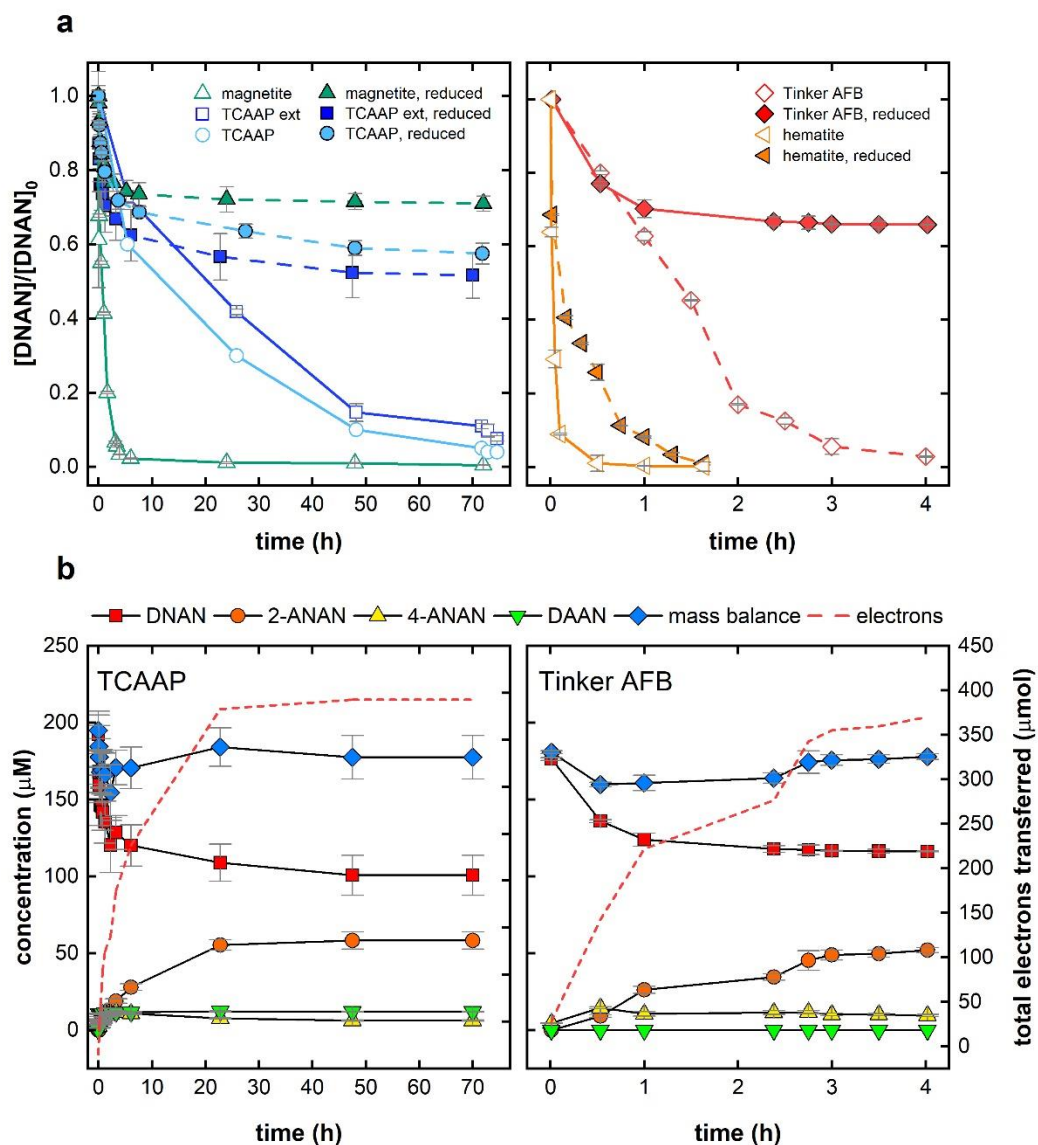 a
magnetite magnetite, reduced
TCAAP ext TCAAP ext, reduced
TCAAP TCAAP, reduced
Tinker AFB
Tinker AFB, reduced
hematite
hematite, reduced
1.0
0.8
0.6
0.4
0.2
0.0
[DNAN]/[DNAN]0
0 10 20 30 40 50 60 70
0 1 2 3 4
time (h) time (h)
b
DNAN 2-ANAN 4-ANAN DAAN mass balance electrons
TCAAP
Tinker AFB
250
200
150
100
50
0
concentration (µM)
450
400
350
300
250
200
150
100
50
0
total electrons transferred (µmol)
0 10 20 30 40 50 60 70
0 1 2 3 4
time (h) time (h)